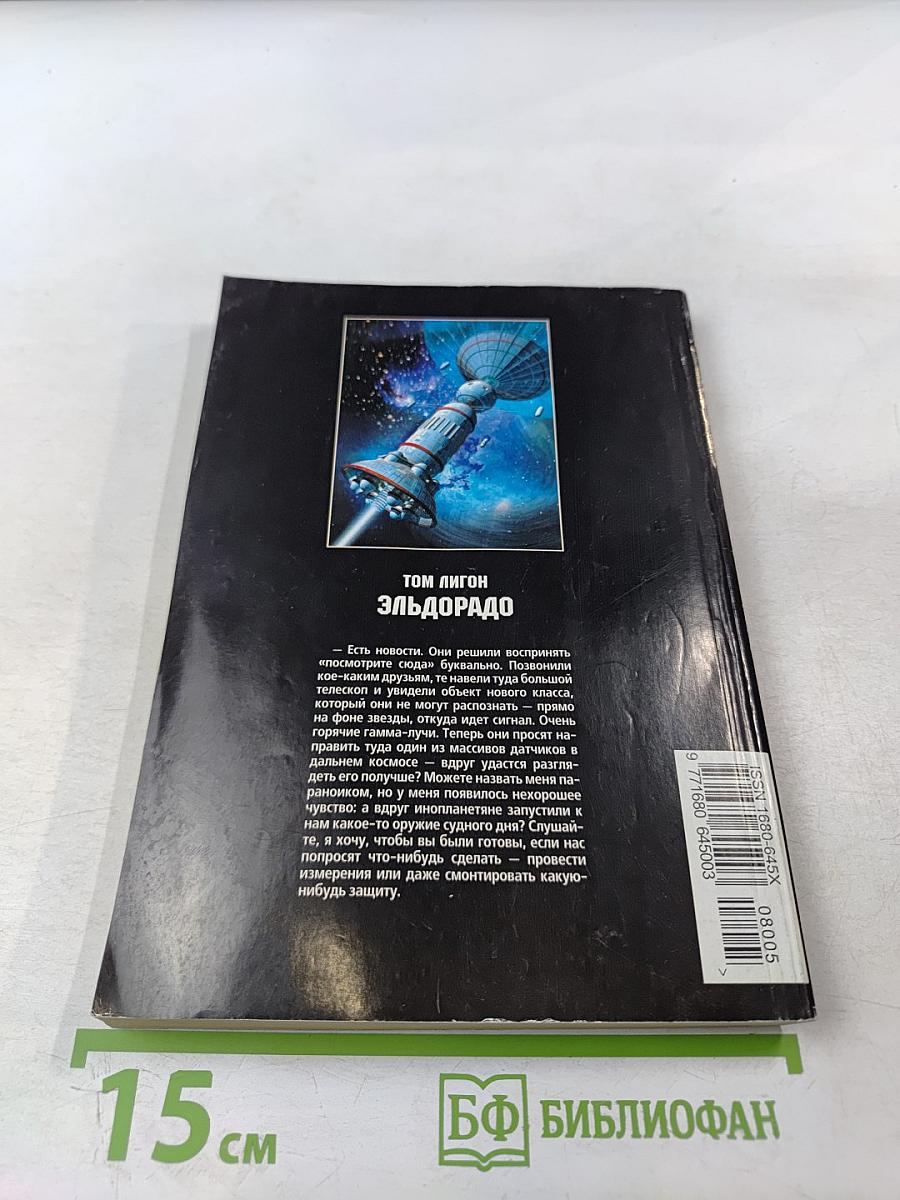 ТОМ ЛИГОН
ЭЛЬДОРАДО
— Есть новости. Они решили воспринять
«посмотрите сюда» буквально. Позвонили
кое-каким друзьям, те навели туда большой
телескоп и увидели объект нового класса,
который они не могут распознать — прямо
на фоне звезды, откуда идет сигнал. Очень
горячие гамма-лучи. Теперь они просят на-
править туда один из массивов датчиков в
дальнем космосе — вдруг удастся разгля-
деть его получше? Можете назвать меня па-
раноиком, но у меня появилось нехорошее
чувство: а вдруг инопланетяне запустили к
нам какое-то оружие судного дня? Слушай-
те, я хочу, чтобы вы были готовы, если нас
попросят что-нибудь сделать — провести
измерения или даже смонтировать какую-
нибудь защиту.
ISSN 1680-645X
08005
9 771680 645003
>
15 см
БФ БИБЛИОФАН